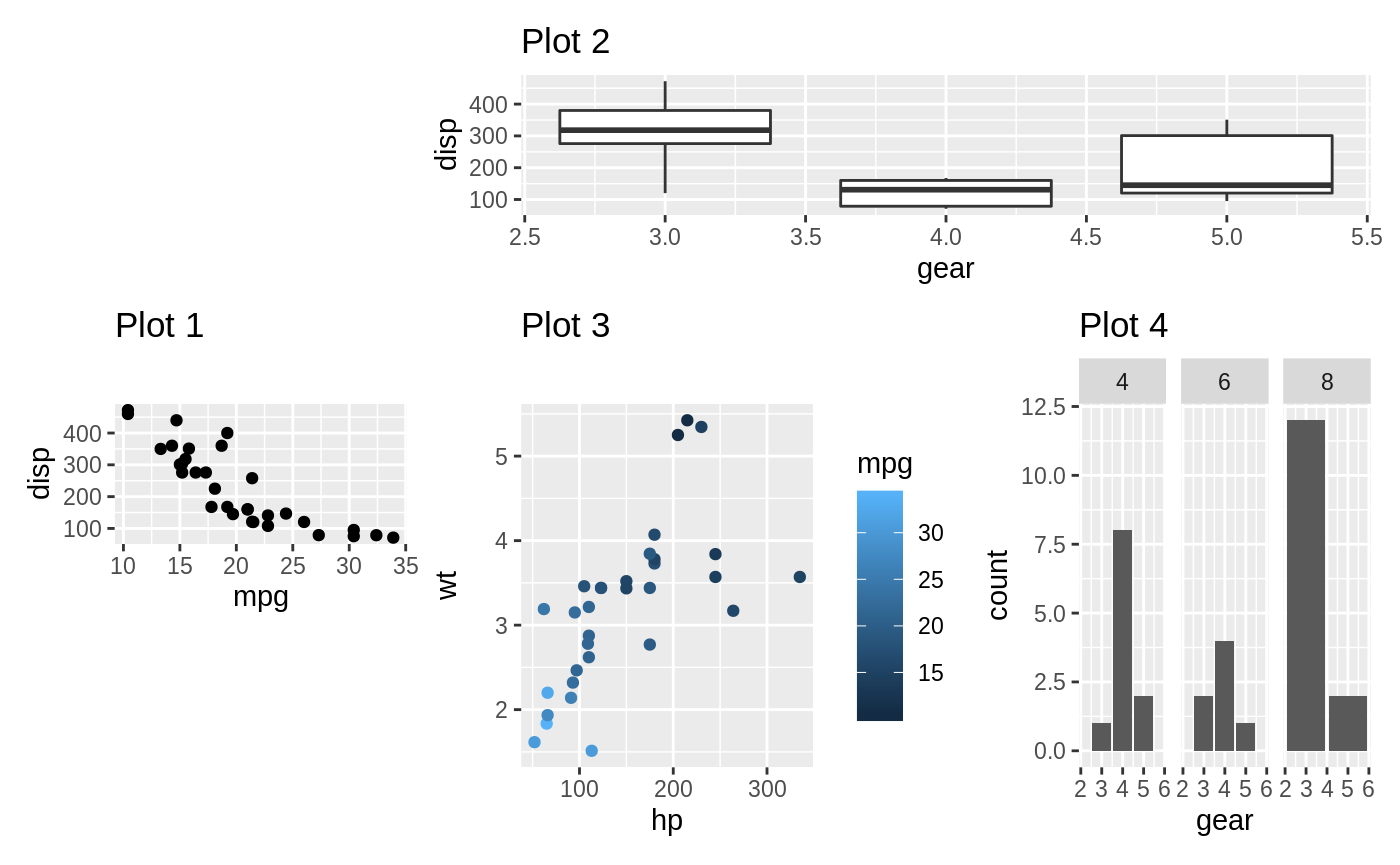 Plot 2
disp
400
300
200
100
2.5 3.0 3.5 4.0 4.5 5.0 5.5
gear
Plot 1
disp
400
300
200
100
10 15 20 25 30 35
mpg
Plot 3
wt
5
4
3
2
100 200 300
hp
mpg
30
25
20
15
Plot 4
4 6 8
count
12.5
10.0
7.5
5.0
2.5
0.0
2 3 4 5 6 2 3 4 5 6 2 3 4 5 6
gear